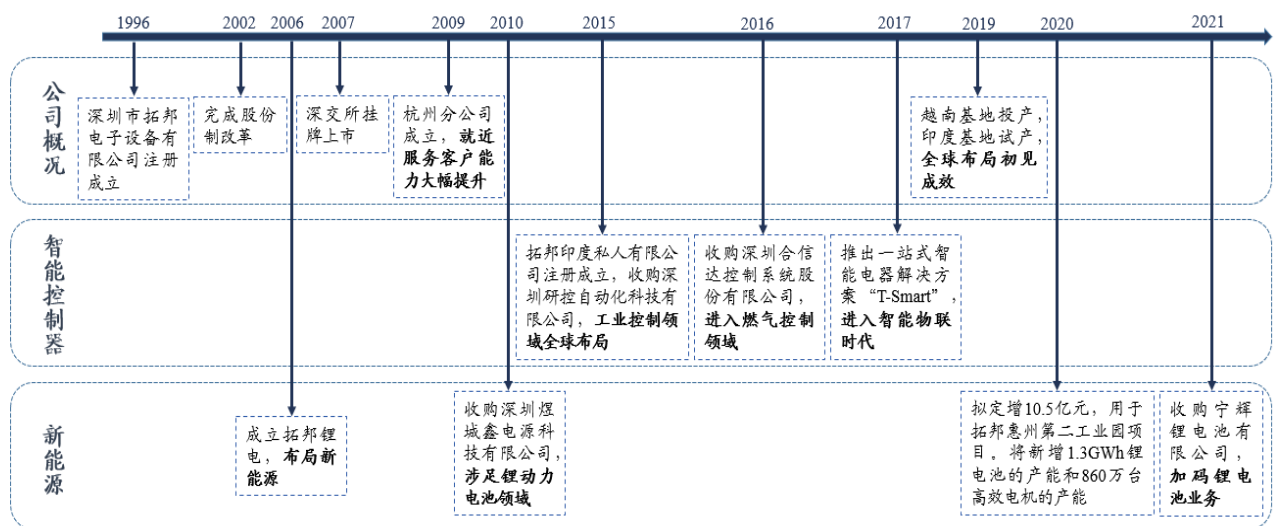 1996
2002
2006
2007
2009
2010
2015
2016
2017
2019
2020
2021
公司概况
深圳市拓邦
电子设备有
限公司注册
成立
完成股份
制改革
深交所挂
牌上市
杭州分公司
成立，就近
服务客户能
力大幅提升
越南基地投产，
印度基地试产，
全球布局初见
成效
智能控制器
拓邦印度私人有限公
司注册成立，收购深
圳研控自动化科技有
限公司，工业控制领
域全球布局
收购深圳合信
达控制系统股
份有限公司，
进入燃气控制
领域
推出一站式智
能电器解决方
案“T-Smart”，
进入智能物联
时代
新能源
成立拓邦锂
电，布局新
能源
收购深圳煜
城鑫电源科
技有限公司，
涉足锂动力
电池领域
拟定增10.5亿元，用于
拓邦惠州第二工业园项
目。将新增1.3GWh锂
电池的产能和860万台
高效电机的产能
收购宁辉
锂电池有
限公司，
加码锂电
池业务